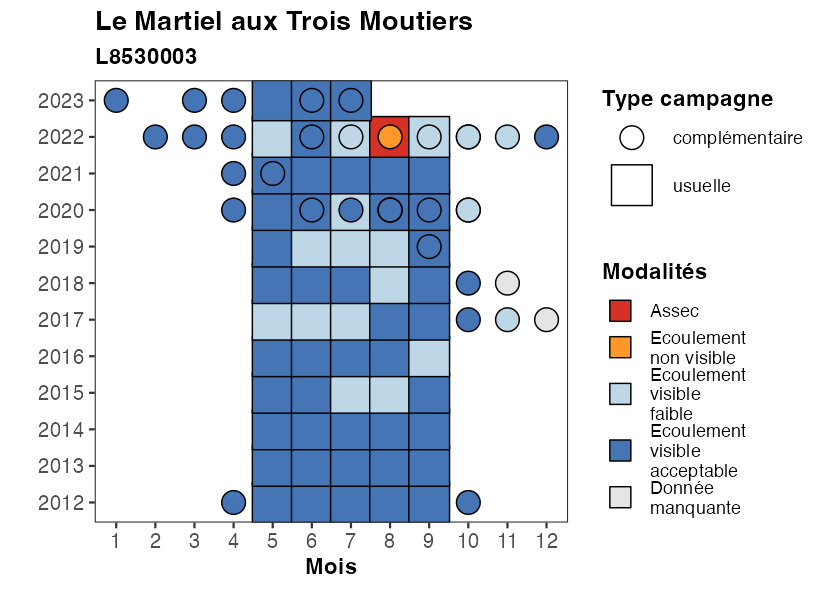 Le Martiel aux Trois Moutiers
L8530003
2023
2022
2021
2020
2019
2018
2017
2016
2015
2014
2013
2012
1 2 3 4 5 6 7 8 9 10 11 12
Mois
Type campagne
complémentaire
usuelle
Modalités
Assec
Ecoulement
non visible
Ecoulement
visible
faible
Ecoulement
visible
acceptable
Donnée
manquante